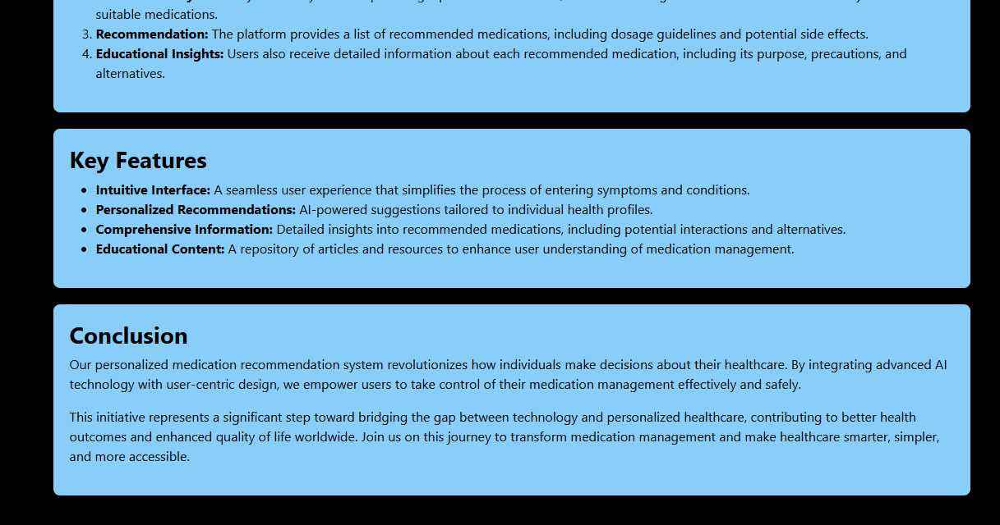 suitable medications.
3. Recommendation: The platform provides a list of recommended medications, including dosage guidelines and potential side effects.
4. Educational Insights: Users also receive detailed information about each recommended medication, including its purpose, precautions, and
alternatives.
Key Features
• Intuitive Interface: A seamless user experience that simplifies the process of entering symptoms and conditions.
• Personalized Recommendations: AI-powered suggestions tailored to individual health profiles.
• Comprehensive Information: Detailed insights into recommended medications, including potential interactions and alternatives.
• Educational Content: A repository of articles and resources to enhance user understanding of medication management.
Conclusion
Our personalized medication recommendation system revolutionizes how individuals make decisions about their healthcare. By integrating advanced AI
technology with user-centric design, we empower users to take control of their medication management effectively and safely.
This initiative represents a significant step toward bridging the gap between technology and personalized healthcare, contributing to better health
outcomes and enhanced quality of life worldwide. Join us on this journey to transform medication management and make healthcare smarter, simpler,
and more accessible.